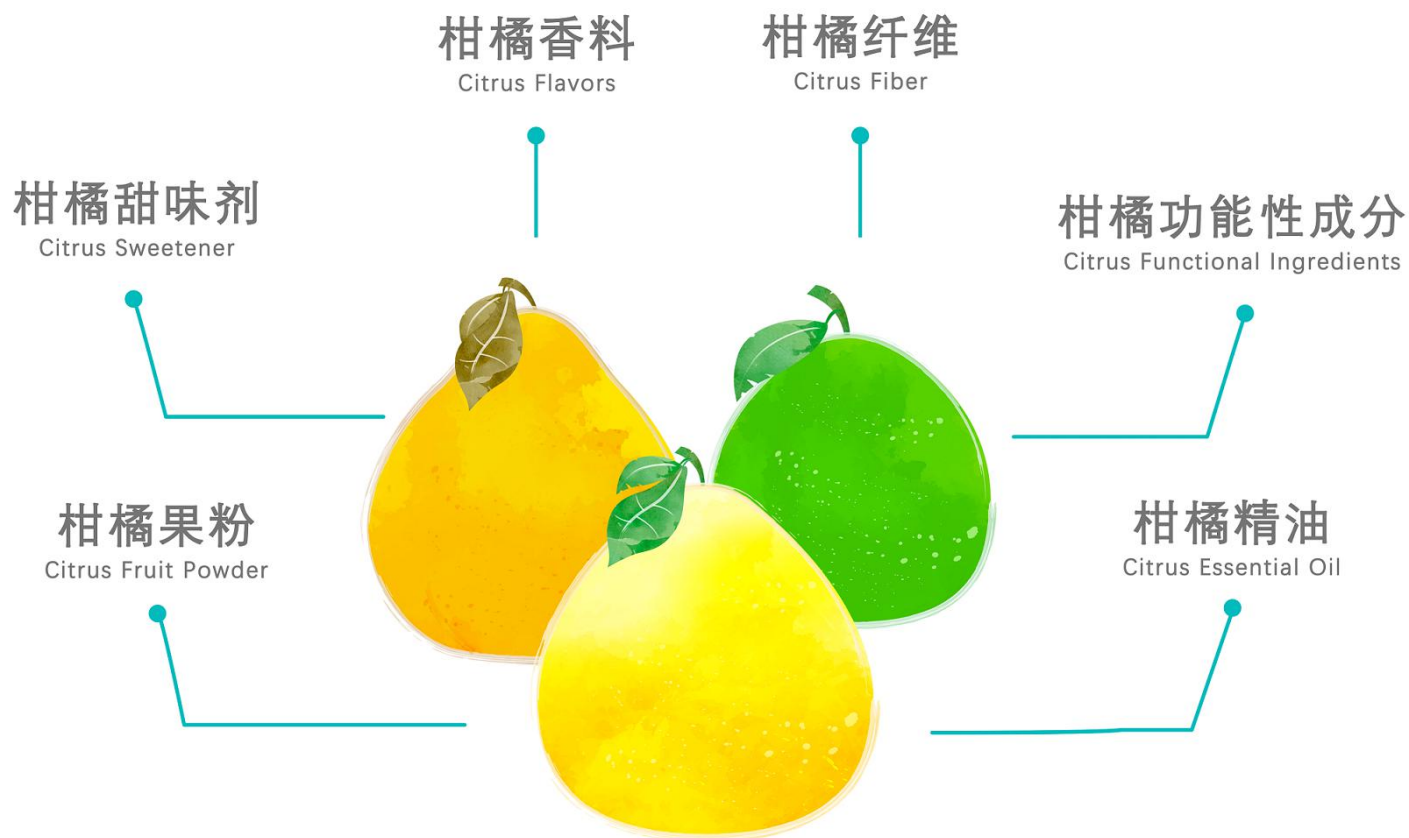 柑橘香料
Citrus Flavors
柑橘纤维
Citrus Fiber
柑橘甜味剂
Citrus Sweetener
柑橘功能性成分
Citrus Functional Ingredients
柑橘果粉
Citrus Fruit Powder
柑橘精油
Citrus Essential Oil